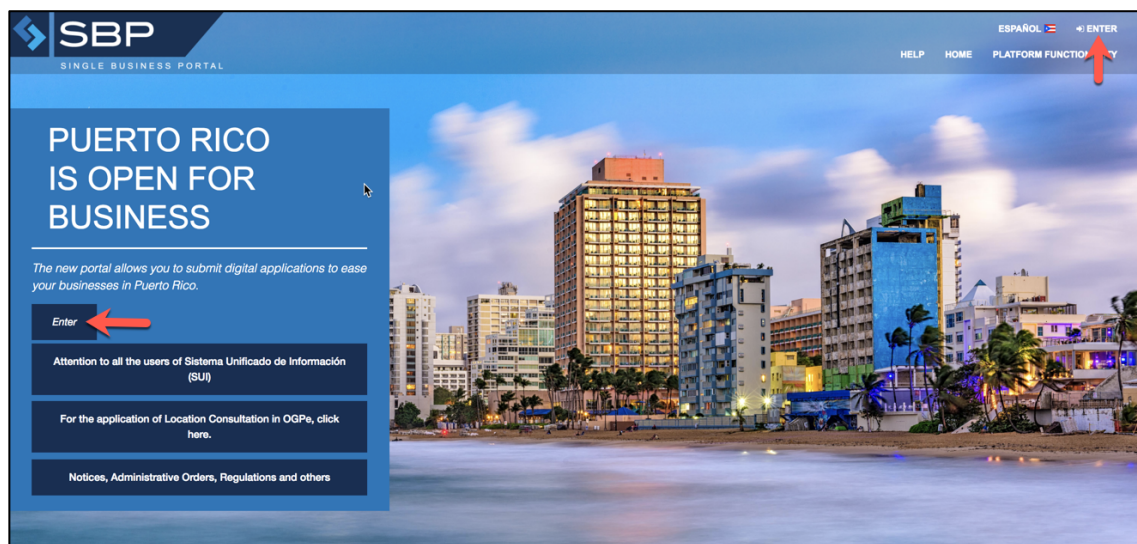 SBP
SINGLE BUSINESS PORTAL
ESPAÑOL ENTER
HELP HOME PLATFORM
PUERTO RICO
IS OPEN FOR
BUSINESS
The new portal allows you to submit digital applications to ease
your businesses in Puerto Rico.
Enter
Attention to all the users of Sistema Unificado de Información
(SUI)
For the application of Location Consultation in OGPe, click
here.
Notices, Administrative Orders, Regulations and others